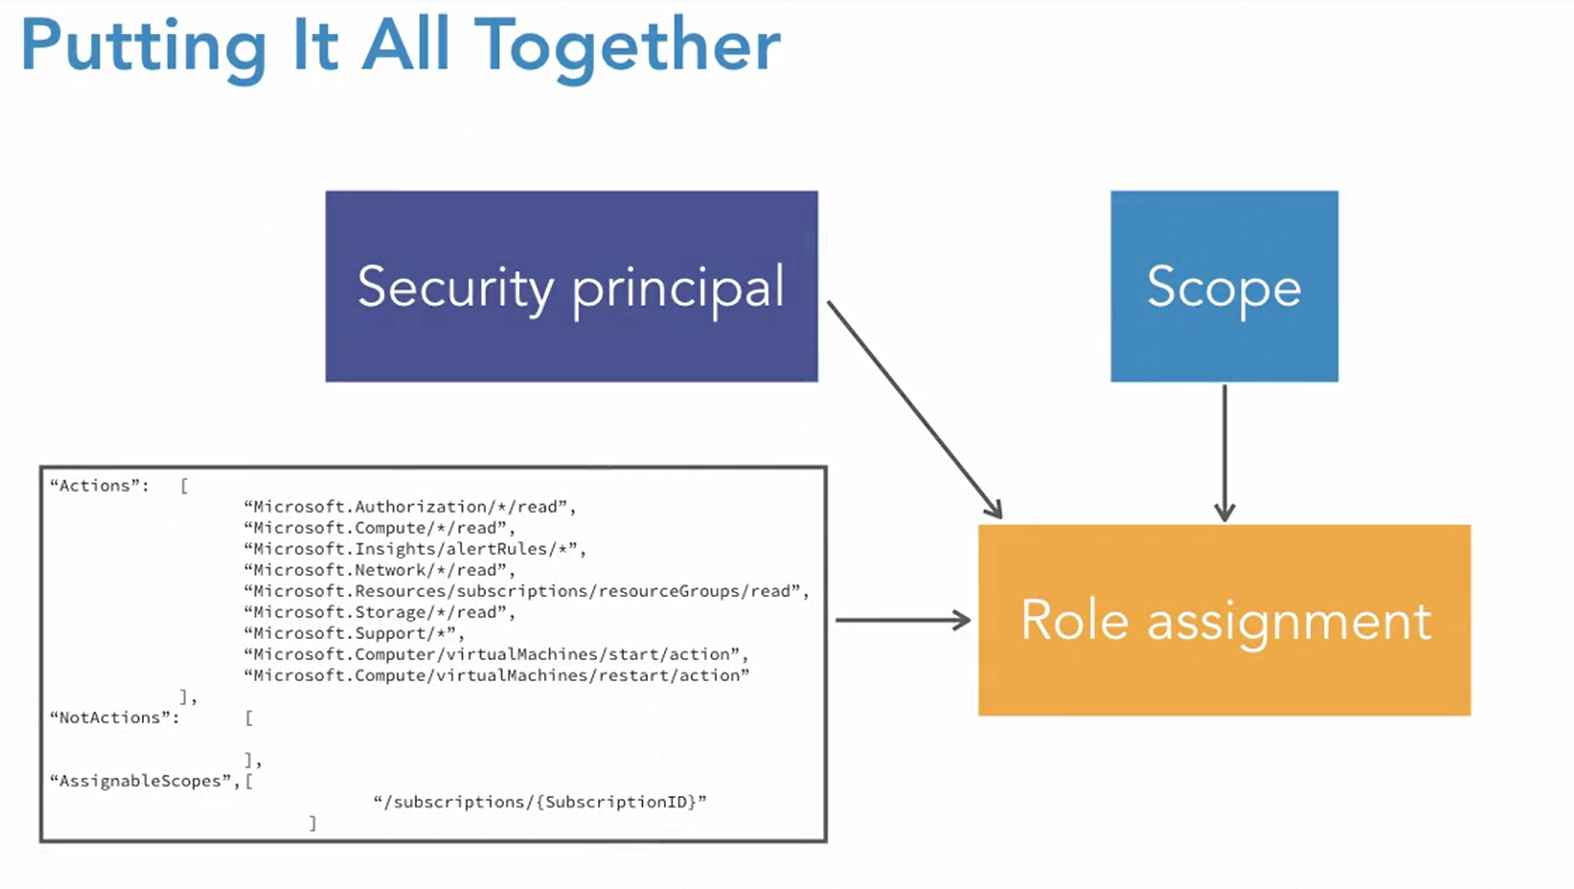 Putting It All Together
Security principal
Scope
“Actions”: [
“Microsoft.Authorization/*/read”,
“Microsoft.Compute/*/read”,
“Microsoft.Insights/alertRules/*”,
“Microsoft.Network/*/read”,
“Microsoft.Resources/subscriptions/resourceGroups/read”,
“Microsoft.Storage/*/read”,
“Microsoft.Support/*”,
“Microsoft.Computer/virtualMachines/start/action”,
“Microsoft.Compute/virtualMachines/restart/action”
],
“NotActions”: [
],
“AssignableScopes”,[
“/subscriptions/{SubscriptionID}”
]
Role assignment